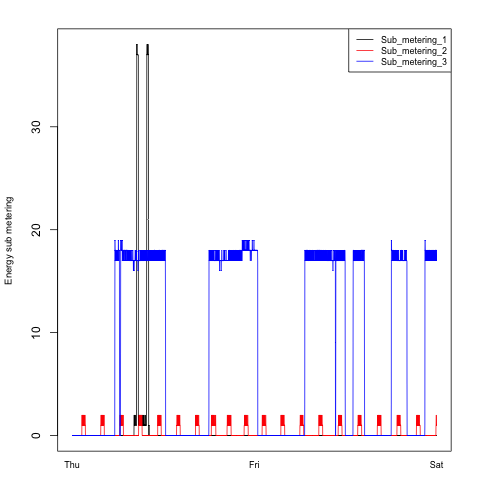 Sub_metering_1
Sub_metering_2
Sub_metering_3
Energy sub metering
30
20
10
0
Thu Fri Sat